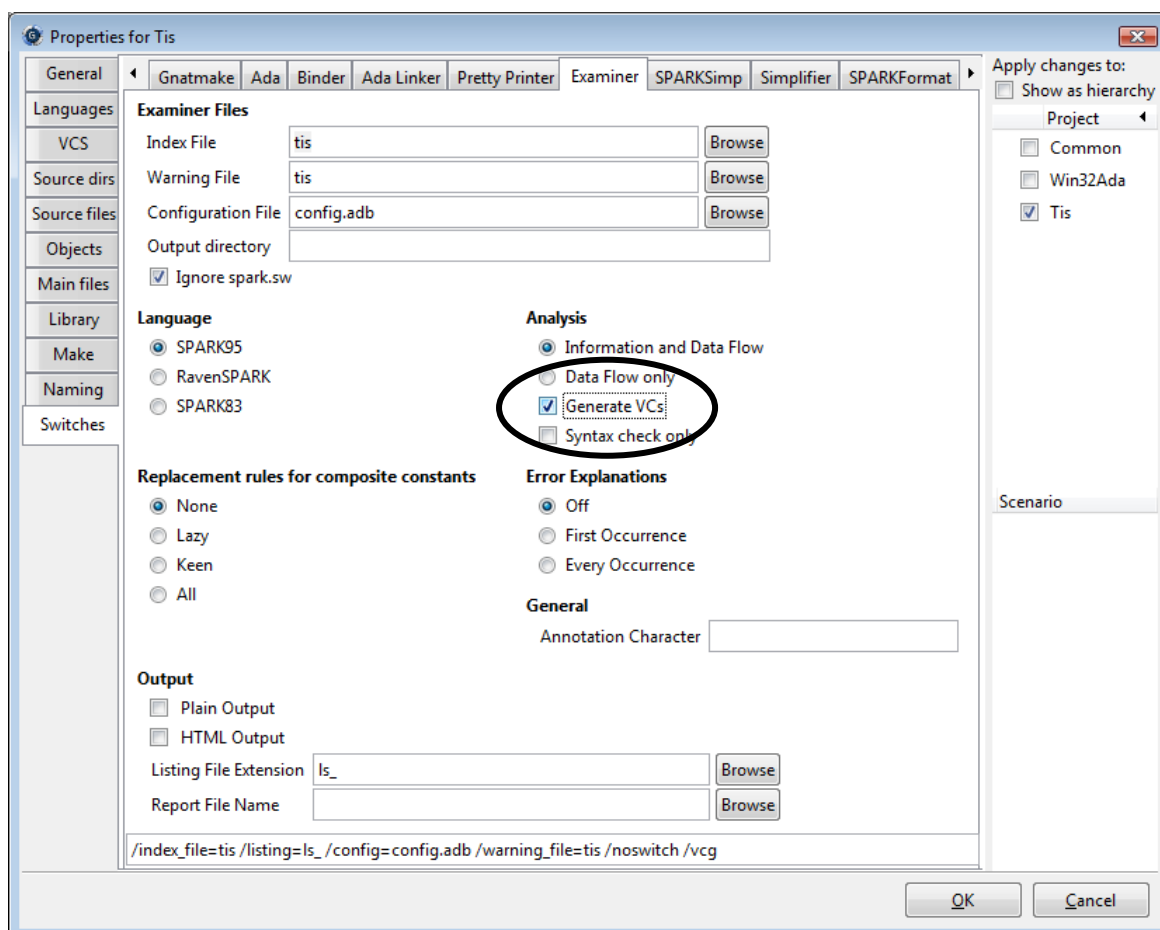 Properties for Tis
General
Languages
VCS
Source dirs
Source files
Objects
Main files
Library
Make
Naming
Switches
Gnatmake Ada Binder Ada Linker Pretty Printer Examiner SPARKSimp Simplifier SPARKFormat
Examiner Files
Index File tis Browse
Warning File tis Browse
Configuration File config.adb Browse
Output directory
Ignore spark.sw
Language
SPARK95
RavenSPARK
SPARK83
Analysis
Information and Data Flow
Data Flow only
Generate VCs
Syntax check only
Replacement rules for composite constants
None
Lazy
Keen
All
Error Explanations
Off
First Occurrence
Every Occurrence
General
Annotation Character
Output
Plain Output
HTML Output
Listing File Extension ls_ Browse
Report File Name Browse
/index_file=tis /listing=ls_ /config=config.adb /warning_file=tis /noswitch /vcg
Apply changes to:
Show as hierarchy
Project
Common
Win32Ada
Tis
Scenario
OK Cancel